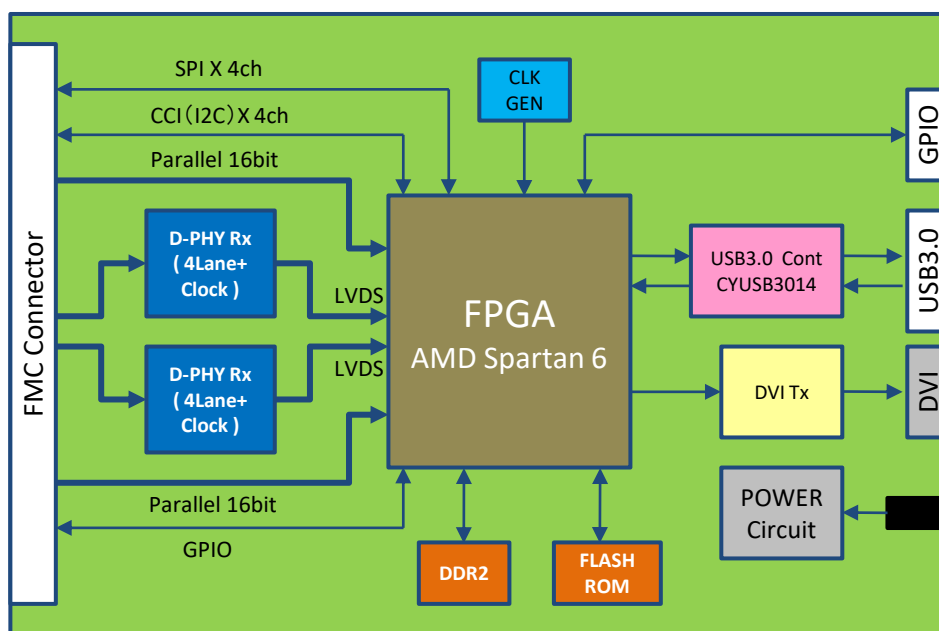 SPI X 4ch
CCI(I2C)X 4ch
Parallel 16bit
CLK
GEN
GPIO
FMC Connector
D-PHY Rx
( 4Lane+
Clock )
LVDS
D-PHY Rx
( 4Lane+
Clock )
LVDS
FPGA
AMD Spartan 6
USB3.0 Cont
CYUSB3014
USB3.0
DVI Tx
DVI
Parallel 16bit
GPIO
DDR2
FLASH
ROM
POWER
Circuit